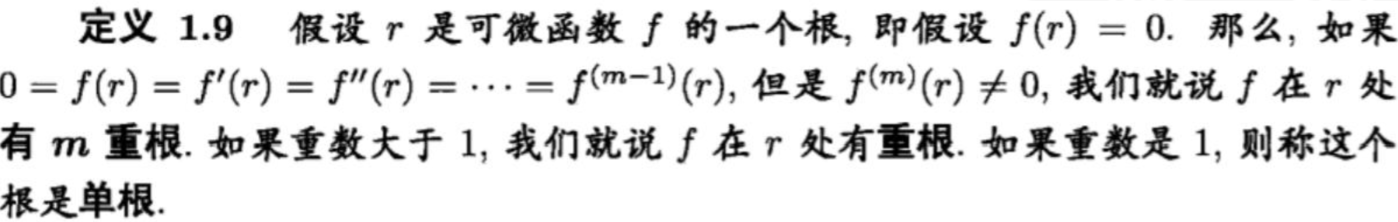 定义 1.9 假设 r 是可微函数 f 的一个根, 即假设 f(r) = 0. 那么, 如果
0 = f(r) = f′(r) = f″(r) = ⋯ = f^{(m−1)}(r), 但是 f^{(m)}(r) ≠ 0, 我们就说 f 在 r 处
有 m 重根. 如果重数大于 1, 我们就说 f 在 r 处有重根. 如果重数是 1, 则称这个
根是单根.